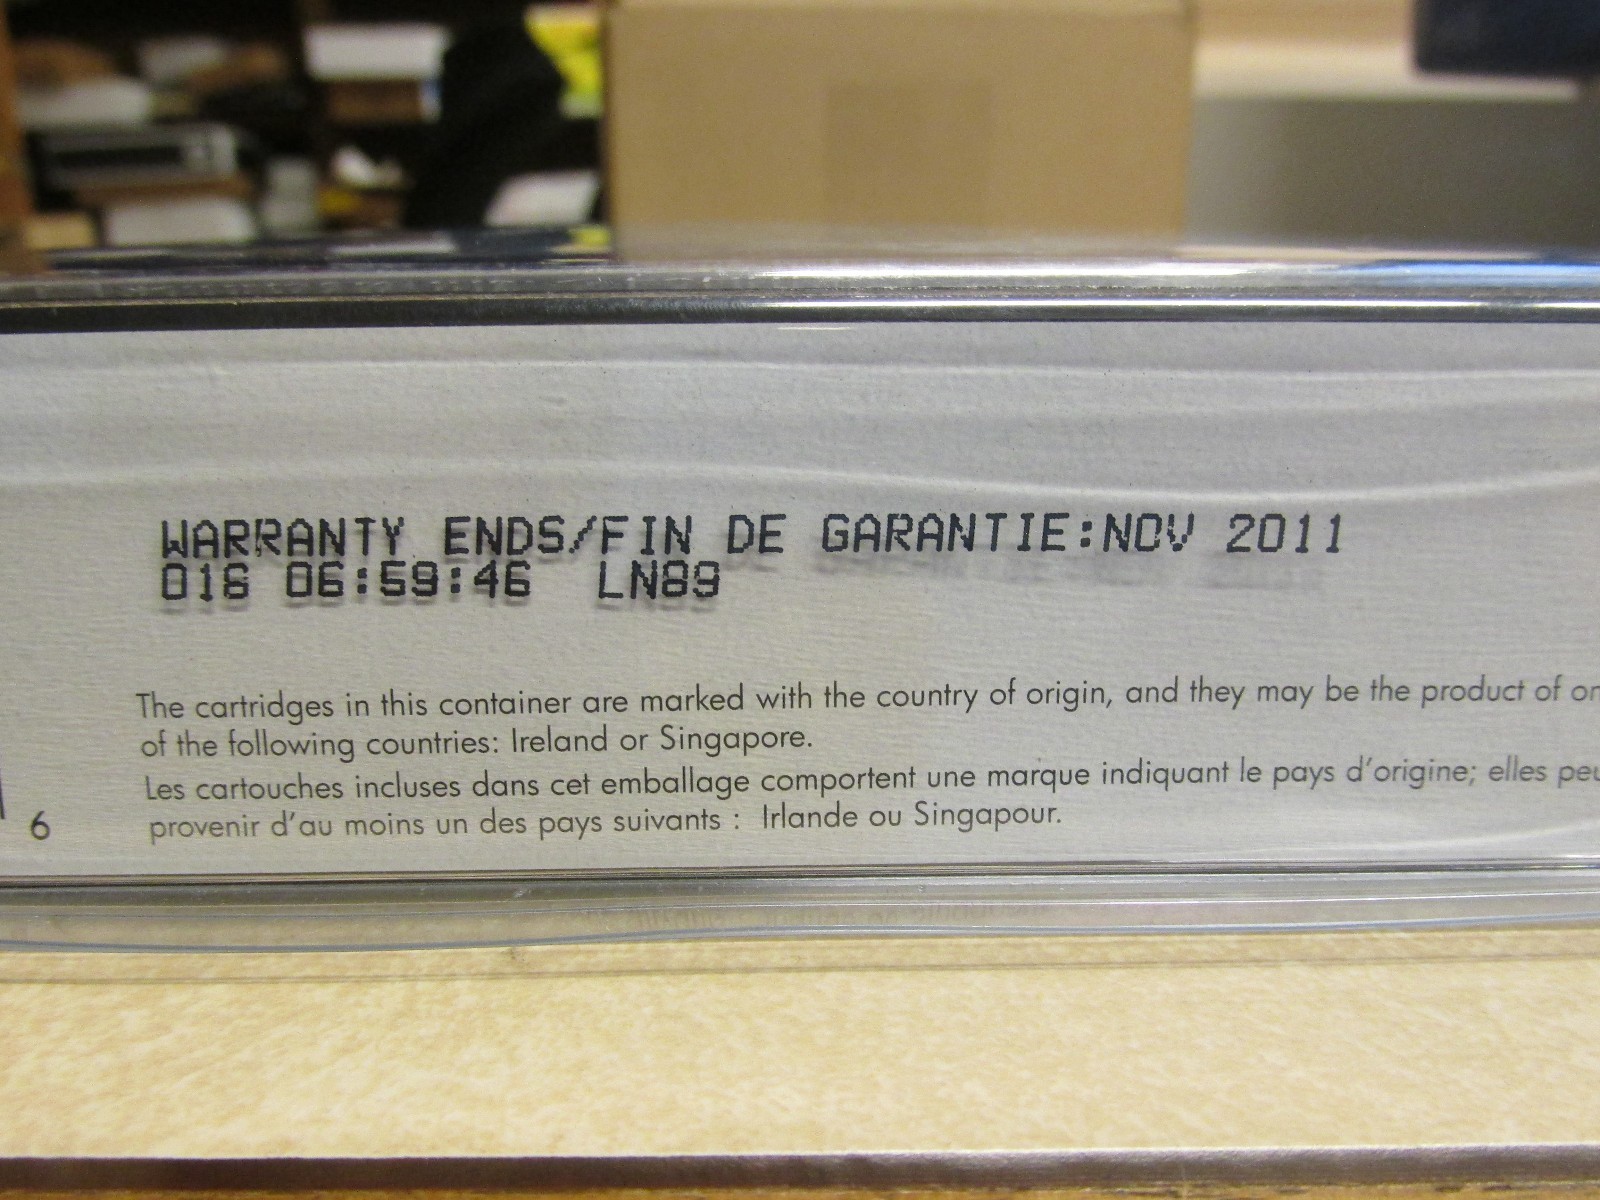 WARRANTY ENDS/FIN DE GARANTIE:NOV 2011
016 06:59:46 LN89
The cartridges in this container are marked with the country of origin, and they may be the product of
of the following countries: Ireland or Singapore.
Les cartouches incluses dans cet emballage comportent une marque indiquant le pays d'origine; elles
provenir d'au moins un des pays suivants : Irlande ou Singapour.
6